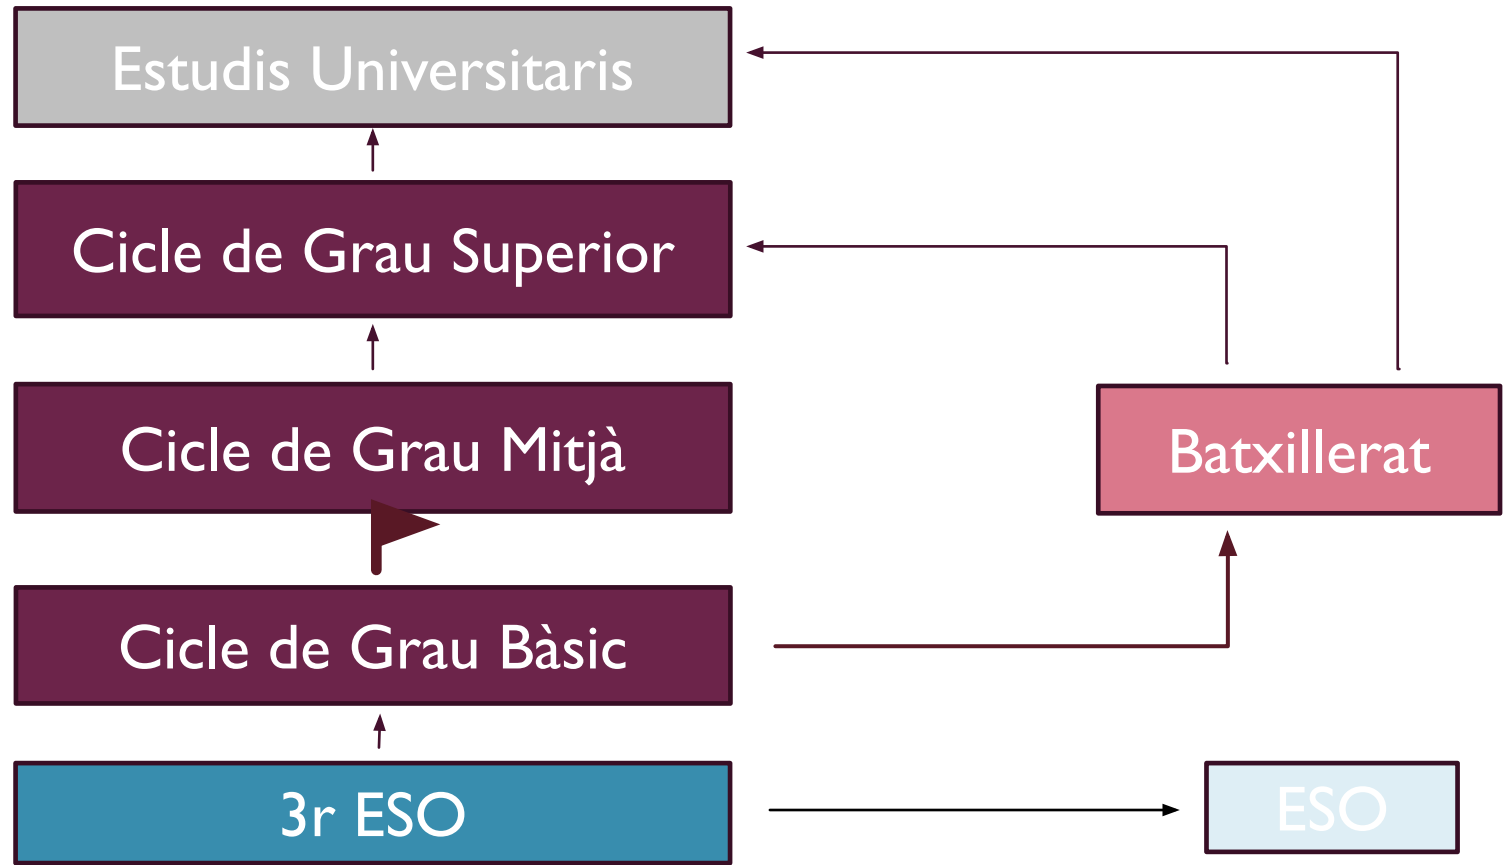 Estudis Universitaris
Cicle de Grau Superior
Cicle de Grau Mitjà
Batxillerat
Cicle de Grau Bàsic
3r ESO
ESO